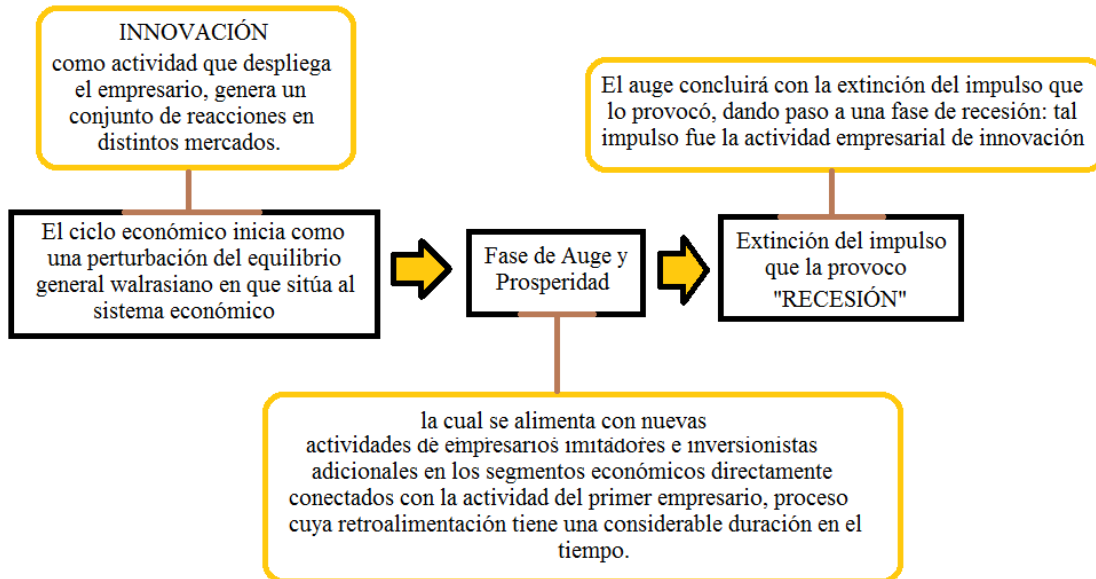 INNOVACIÓN
como actividad que despliega
el empresario, genera un
conjunto de reacciones en
distintos mercados.
El auge concluirá con la extinción del impulso que
lo provocó, dando paso a una fase de recesión: tal
impulso fue la actividad empresarial de innovación
El ciclo económico inicia como
una perturbación del equilibrio
general walrasiano en que sitúa al
sistema económico
Fase de Auge y
Prosperidad
Extinción del impulso
que la provoco
"RECESIÓN"
la cual se alimenta con nuevas
actividades de empresarios imitadores e inversionistas
adicionales en los segmentos económicos directamente
conectados con la actividad del primer empresario, proceso
cuya retroalimentación tiene una considerable duración en el
tiempo.